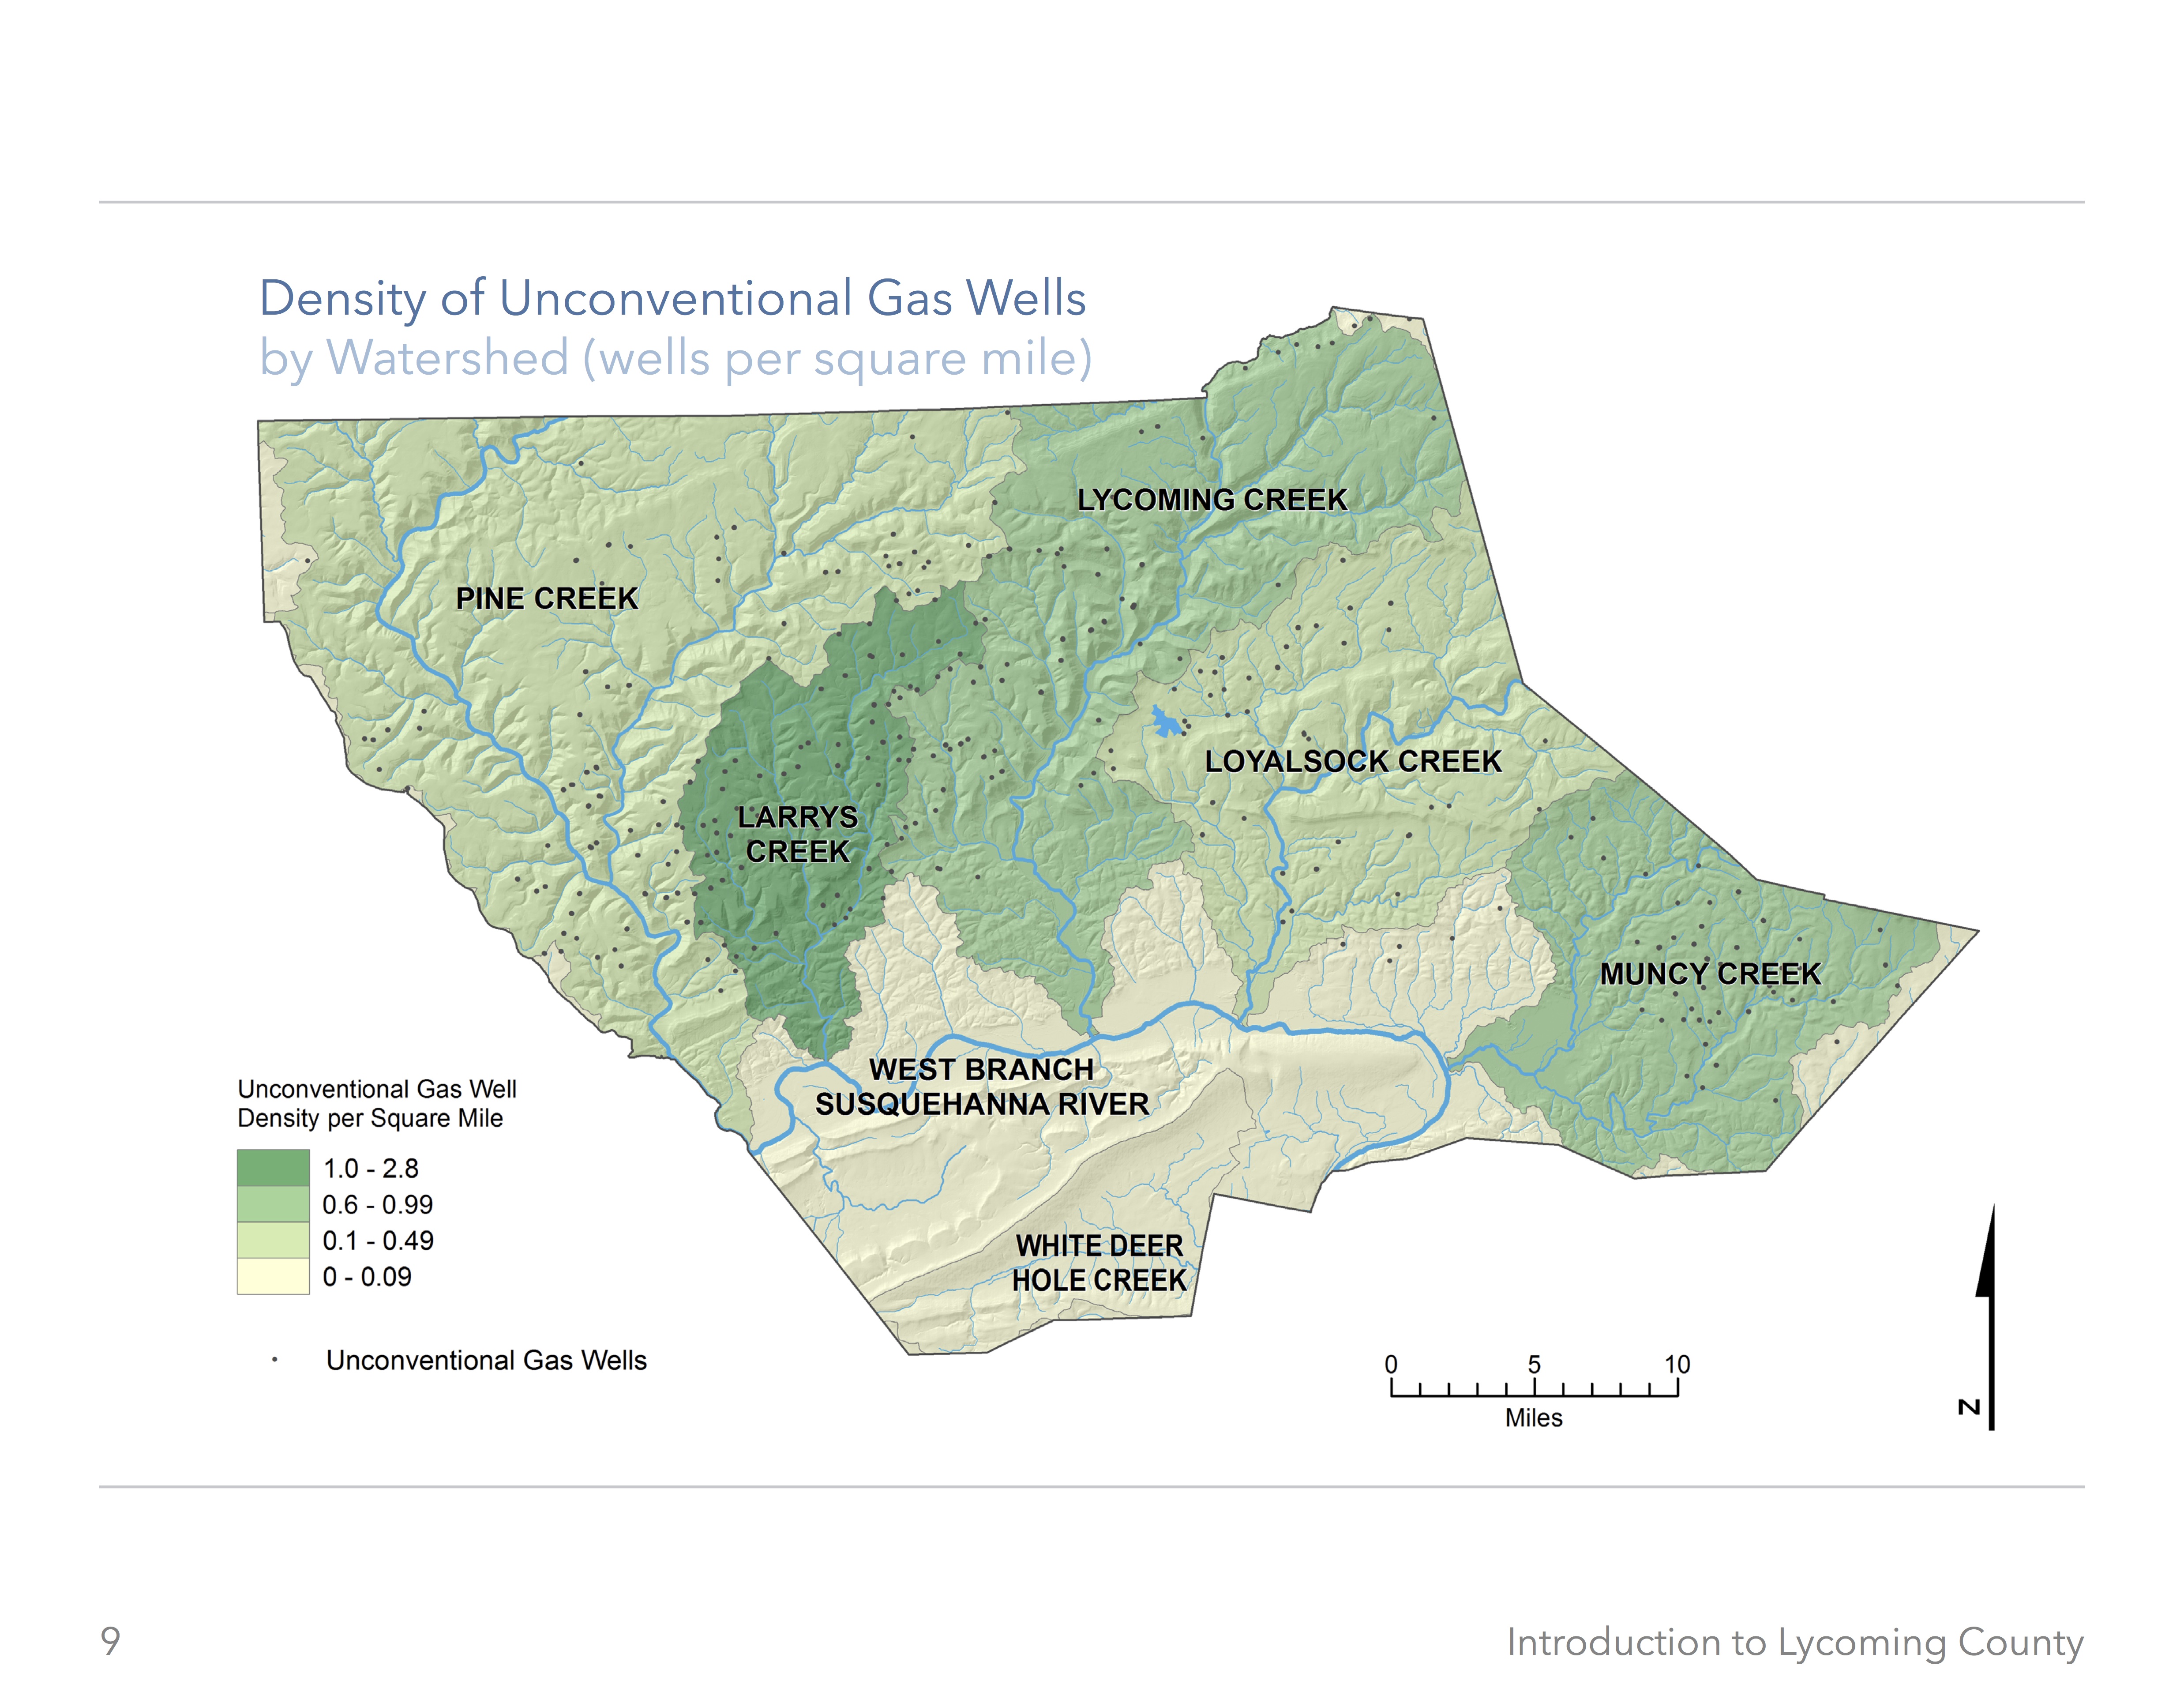 Density of Unconventional Gas Wells
by Watershed (wells per square mile)
LYCOMING CREEK
PINE CREEK
LOYALSOCK CREEK
LARRYS
CREEK
MUNCY CREEK
WEST BRANCH
SUSQUEHANNA RIVER
WHITE DEER
HOLE CREEK
Unconventional Gas Well
Density per Square Mile
1.0 - 2.8
0.6 - 0.99
0.1 - 0.49
0 - 0.09
Unconventional Gas Wells
0 5 10
Miles
N
9
Introduction to Lycoming County